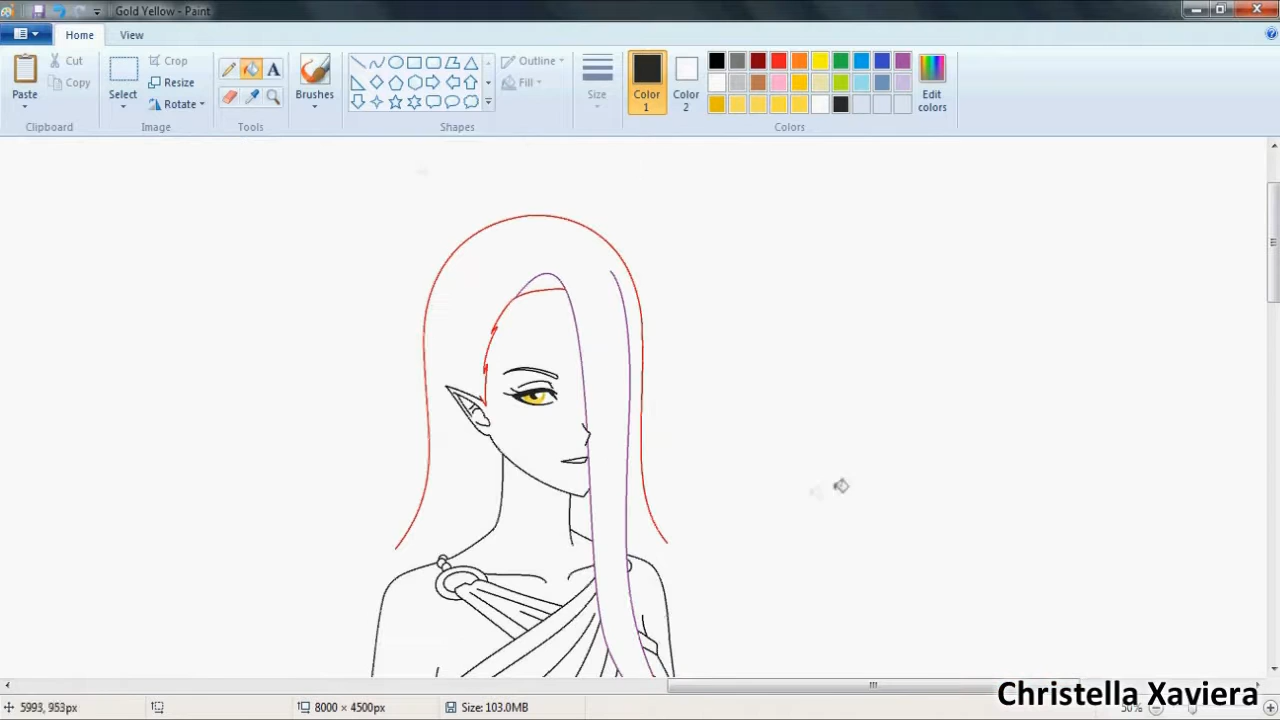 Gold Yellow - Paint
Home
View
Paste
Cut
Copy
Clipboard
Select
Crop
Resize
Rotate
Image
A
Tools
Brushes
Outline
Fill
Shapes
Size
Color 1
Color 2
Edit colors
Colors
5993, 953px
8000 × 4500px
Size: 103.0MB
50%
Christella Xaviera